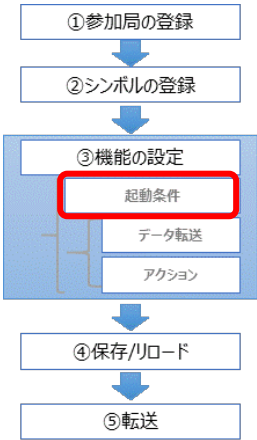 ①参加局の登録
②シンボルの登録
③機能の設定
起動条件
データ転送
アクション
④保存/リロード
⑤転送